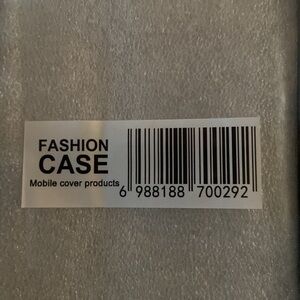 FASHION
CASE
Mobile cover products
6 988188 700292